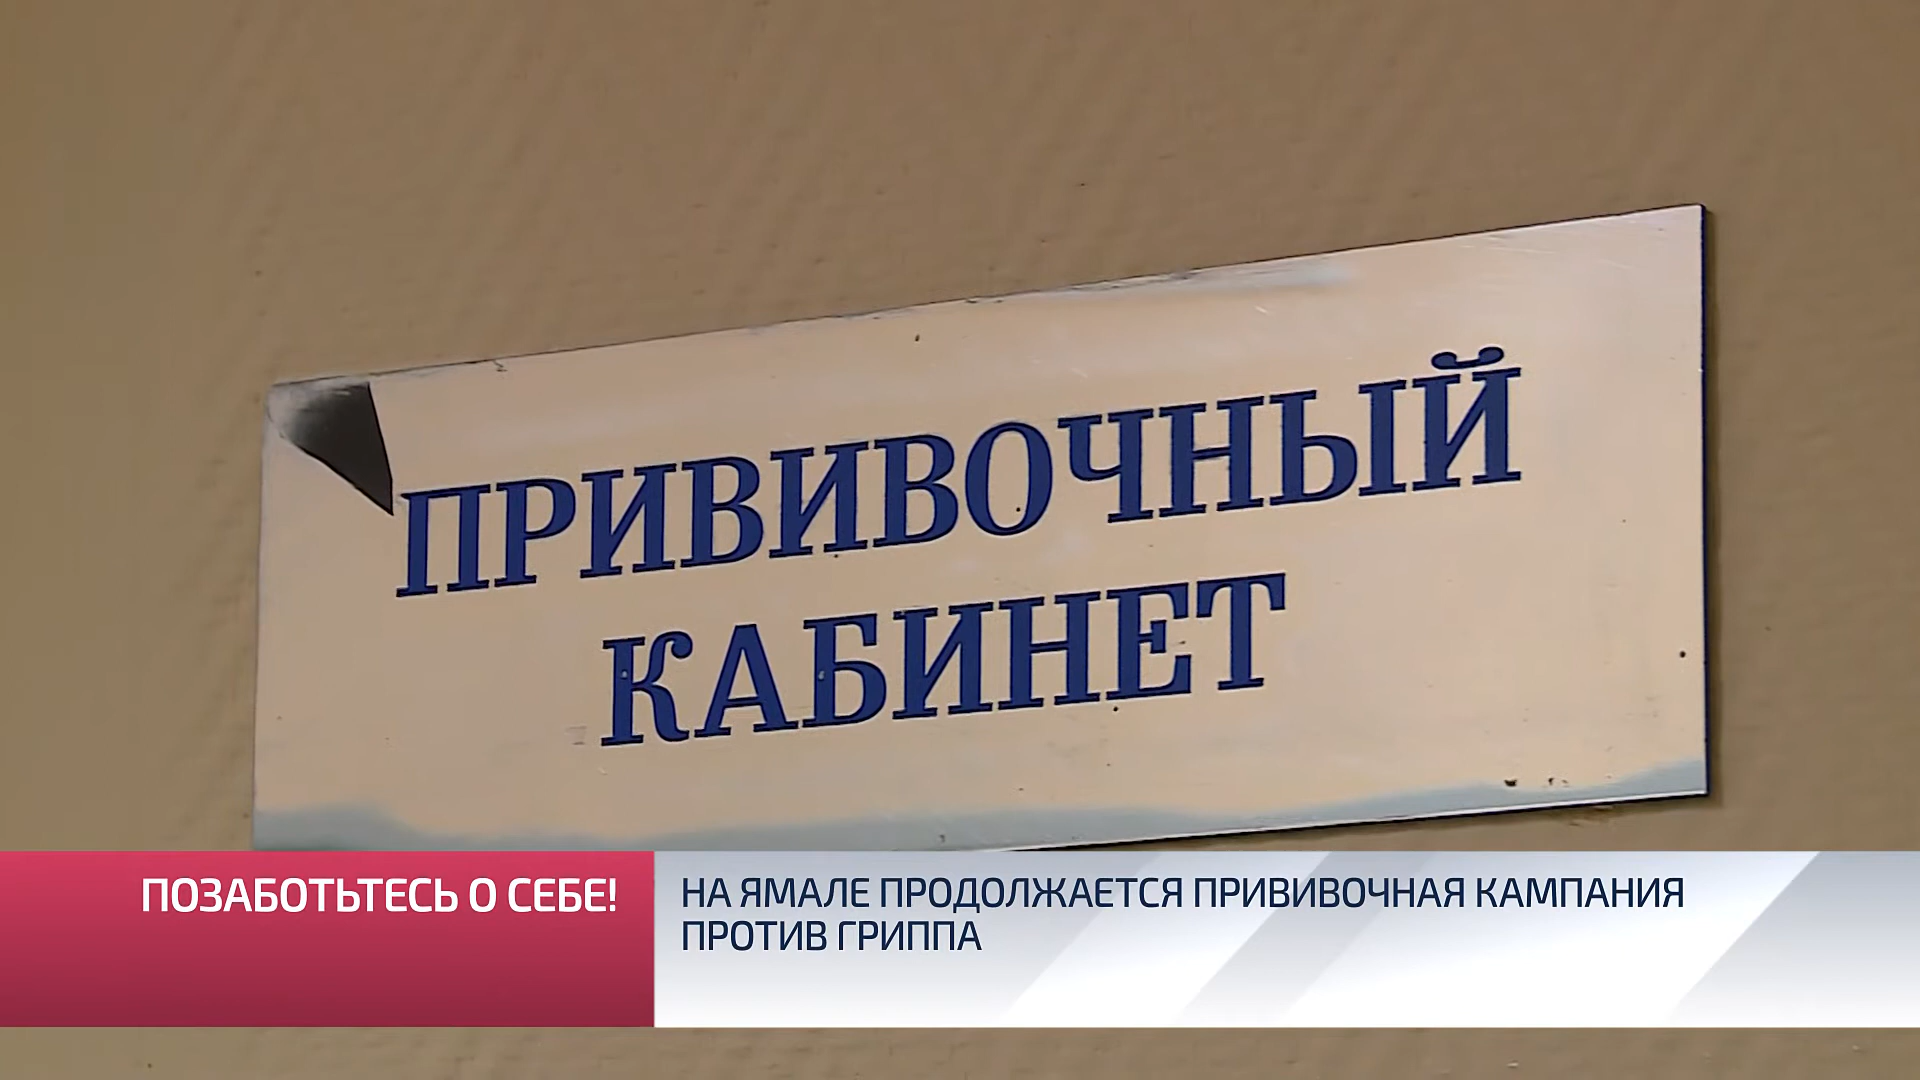 ПРИВИВОЧНЫЙ
КАБИНЕТ
ПОЗАБОТЬТЕСЬ О СЕБЕ!
НА ЯМАЛЕ ПРОДОЛЖАЕТСЯ ПРИВИВОЧНАЯ КАМПАНИЯ
ПРОТИВ ГРИППА